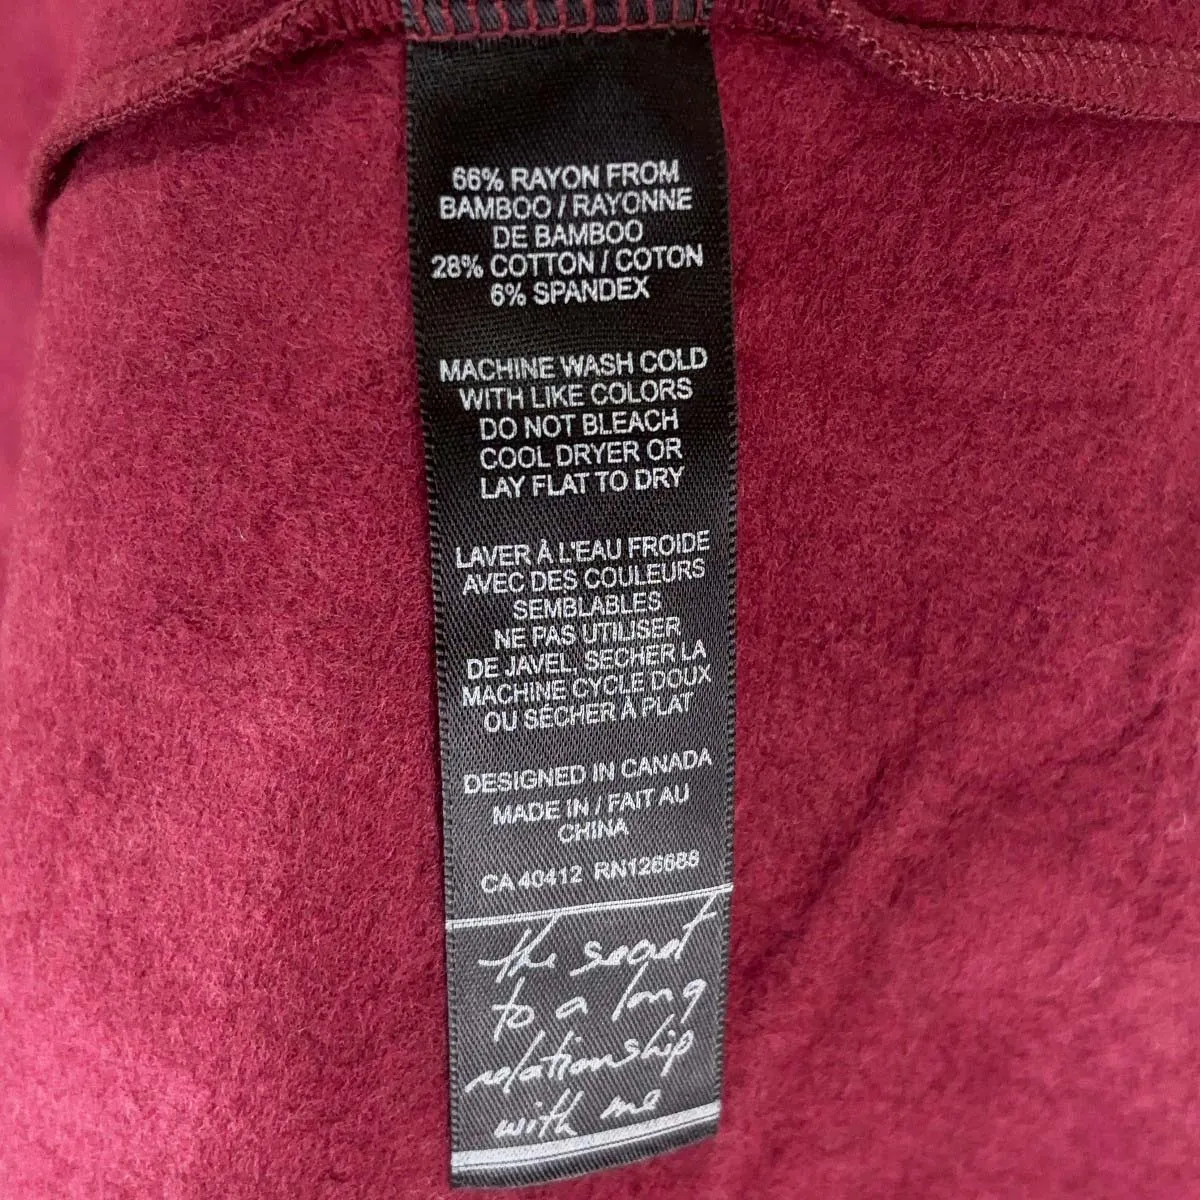 66% RAYON FROM
BAMBOO / RAYONNE
DE BAMBOO
28% COTTON / COTON
6% SPANDEX
MACHINE WASH COLD
WITH LIKE COLORS
DO NOT BLEACH
COOL DRYER OR
LAY FLAT TO DRY
LAVER À L'EAU FROIDE
AVEC DES COULEURS
SEMBLABLES
NE PAS UTILISER
DE JAVEL, SÉCHER LA
MACHINE CYCLE DOUX
OU SÉCHER À PLAT
DESIGNED IN CANADA
MADE IN / FAIT AU
CHINA
CA 40412 RN126688
the secret
to a long
relationship
with me